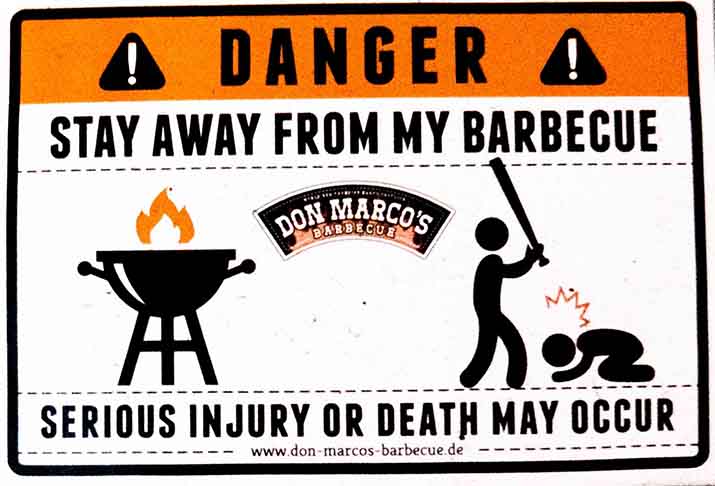 DANGER
STAY AWAY FROM MY BARBECUE
DON MARCO'S
BARBECUE
SERIOUS INJURY OR DEATH MAY OCCUR
www.don-marcos-barbecue.de